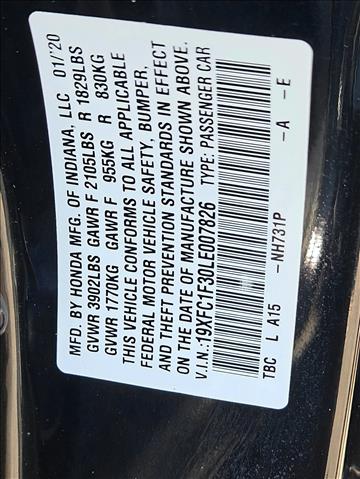 MFD. BY HONDA MFG. OF INDIANA, LLC 01/'20
GVWR 3902LBS GAWR F 2105LBS R 1829LBS
GVWR 1770KG GAWR F 955KG R 830KG
THIS VEHICLE CONFORMS TO ALL APPLICABLE
FEDERAL MOTOR VEHICLE SAFETY, BUMPER,
AND THEFT PREVENTION STANDARDS IN EFFECT
ON THE DATE OF MANUFACTURE SHOWN ABOVE.
V.I.N.:19XFC1F30LE007826 TYPE: PASSENGER CAR
TBC L A15 -NH731P -A -E